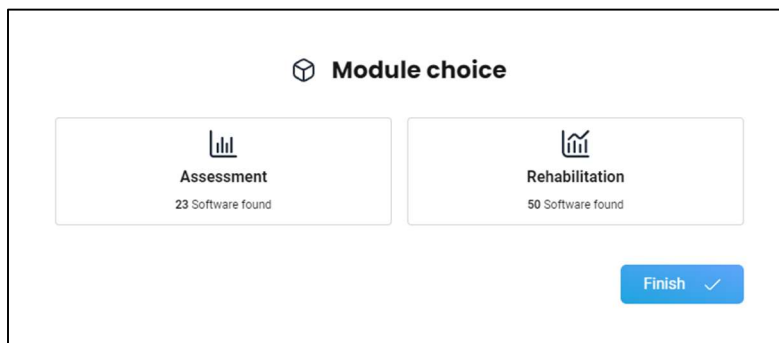 Module choice
Assessment
23 Software found
Rehabilitation
50 Software found
Finish